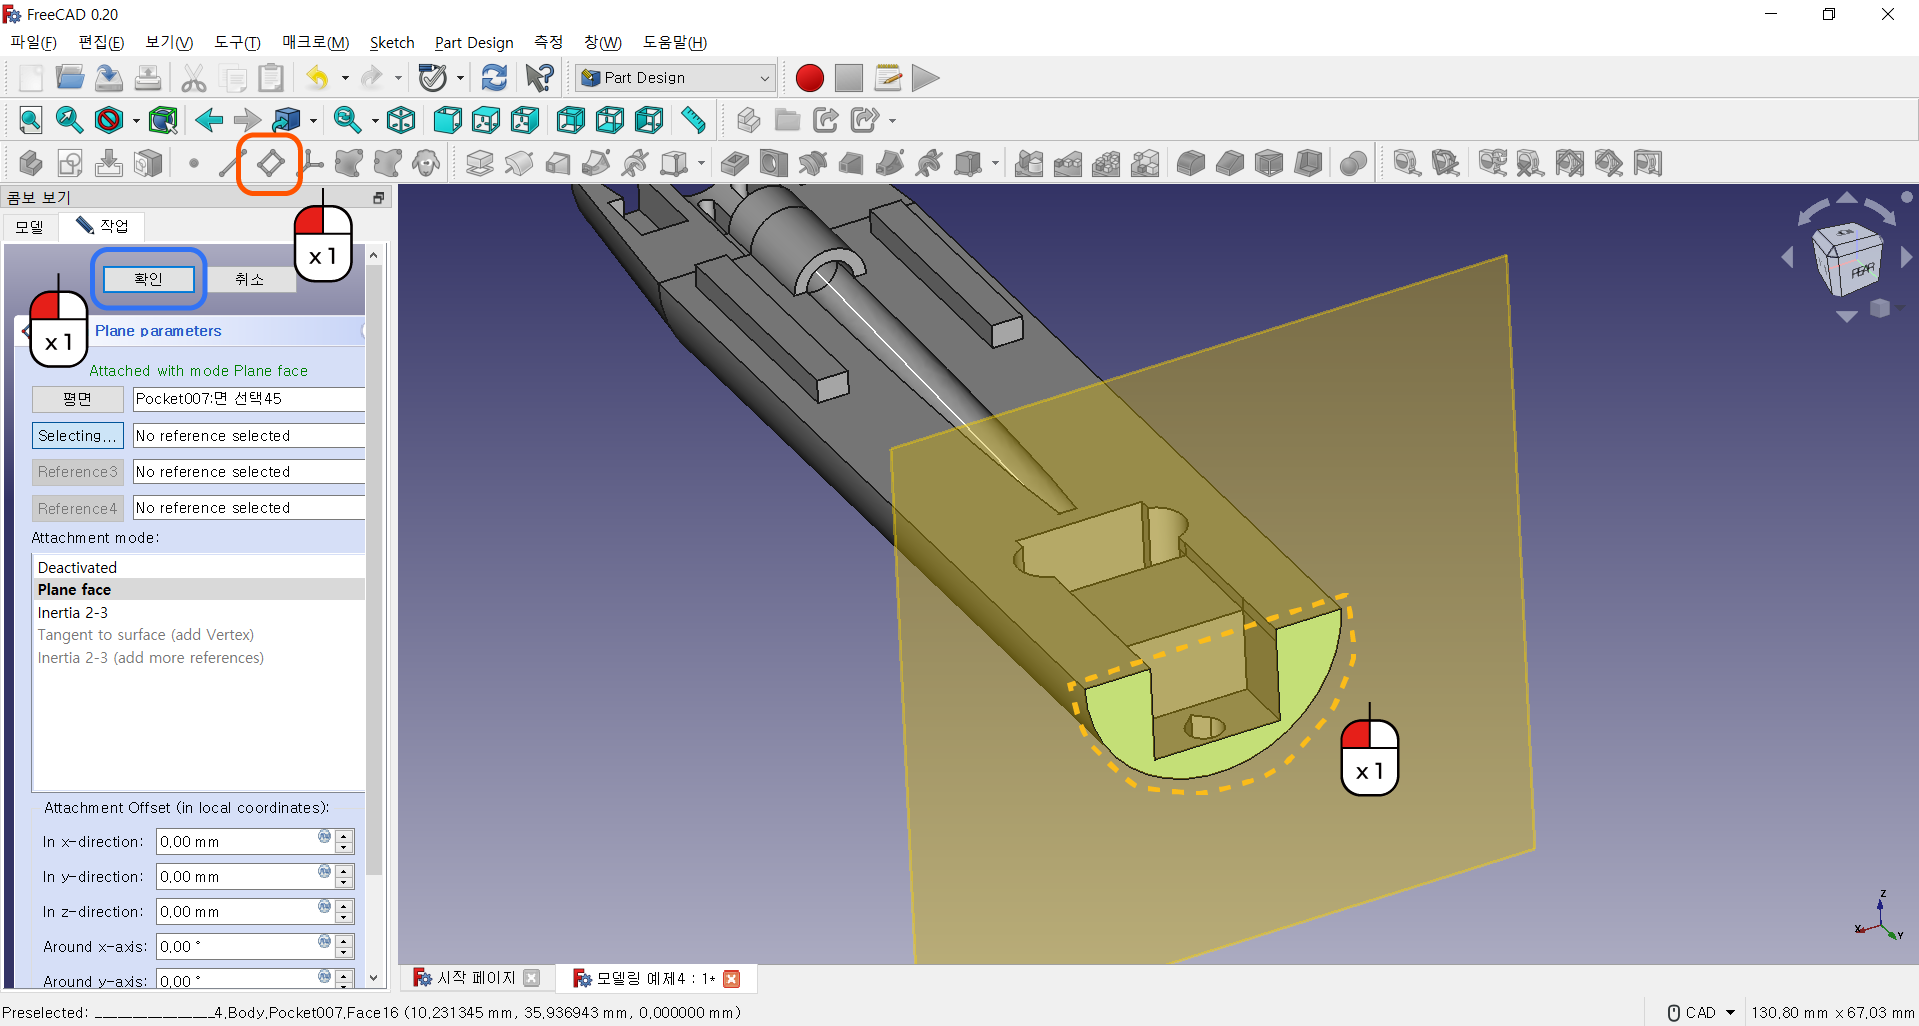 FreeCAD 0.20
파일(F) 편집(E) 보기(V) 도구(T) 매크로(M) Sketch Part Design 측정 창(W) 도움말(H)
Part Design
콤보 보기
모델 작업
x 1
확인 취소
x 1
Plane parameters
Attached with mode Plane face
평면 Pocket007:면 선택45
Selecting... No reference selected
Reference3 No reference selected
Reference4 No reference selected
Attachment mode:
Deactivated
Plane face
Inertia 2-3
Tangent to surface (add Vertex)
Inertia 2-3 (add more references)
Attachment Offset (in local coordinates):
In x-direction: 0,00 mm
In y-direction: 0,00 mm
In z-direction: 0,00 mm
Around x-axis: 0,00 °
Around y-axis: 0,00 °
REAR
x 1
Z
X
Y
시작 페이지 모델링 예제4 : 1*
Preselected: ________________4.Body.Pocket007.Face16 (10.231345 mm, 35.936943 mm, 0.000000 mm)
CAD 130.80 mm x 67.03 mm